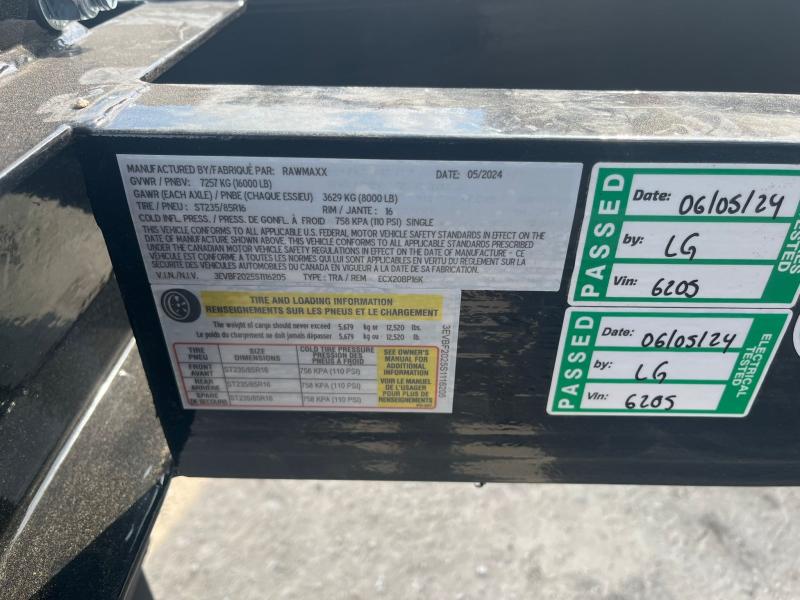 MANUFACTURED BY/FABRIQUÉ PAR: RAWMAXX DATE: 05/2024
GVWR / PNBV: 7257 KG (16000 LB)
GAWR (EACH AXLE) / PNBE (CHAQUE ESSIEU) 3629 KG (8000 LB)
TIRE / PNEU : ST235/85R16 RIM / JANTE : 16
COLD INFL. PRESS. / PRESS. DE GONFL. À FROID 758 KPA (110 PSI) SINGLE
THIS VEHICLE CONFORMS TO ALL APPLICABLE U.S. FEDERAL MOTOR VEHICLE SAFETY STANDARDS IN EFFECT ON THE
DATE OF MANUFACTURE SHOWN ABOVE. THIS VEHICLE CONFORMS TO ALL APPLICABLE STANDARDS PRESCRIBED
UNDER THE CANADIAN MOTOR VEHICLE SAFETY REGULATIONS IN EFFECT ON THE DATE OF MANUFACTURE - CE
VÉHICULE EST CONFORME À TOUTES LES NORMES QUI LUI SONT APPLICABLES EN VERTU DU RÈGLEMENT SUR LA
SÉCURITÉ DES VÉHICULES AUTOMOBILES DU CANADA EN VIGUEUR À LA DATE DE SA FABRICATION.
V.I.N./N.I.V. 3EVBF2025S1116205 TYPE : TRA / REM ECX208P16K
TIRE AND LOADING INFORMATION
RENSEIGNEMENTS SUR LES PNEUS ET LE CHARGEMENT
The weight of cargo should never exceed 5,679 kg or 12,520 lbs.
Le poids du chargement ne doit jamais dépasser 5,679 kg ou 12,520 lb.
TIRE PNEU SIZE DIMENSIONS COLD TIRE PRESSURE PRESSION DES PNEUS À FROID
FRONT AVANT ST235/85R16 758 KPA (110 PSI)
REAR ARRIÈRE ST235/85R16 758 KPA (110 PSI)
SPARE DE SECOURS ST235/85R16 758 KPA (110 PSI)
SEE OWNER'S
MANUAL FOR
ADDITIONAL
INFORMATION
VOIR LE MANUEL
DE L'USAGER
POUR PLUS DE
RENSEIGNEMENTS
3EVBF2025S1116205
PASSED
Date: 06/05/24
by: LG
Vin: 6205
TESTED
PASSED
Date: 06/05/24
by: LG
Vin: 6205
ELECTRICAL
TESTED